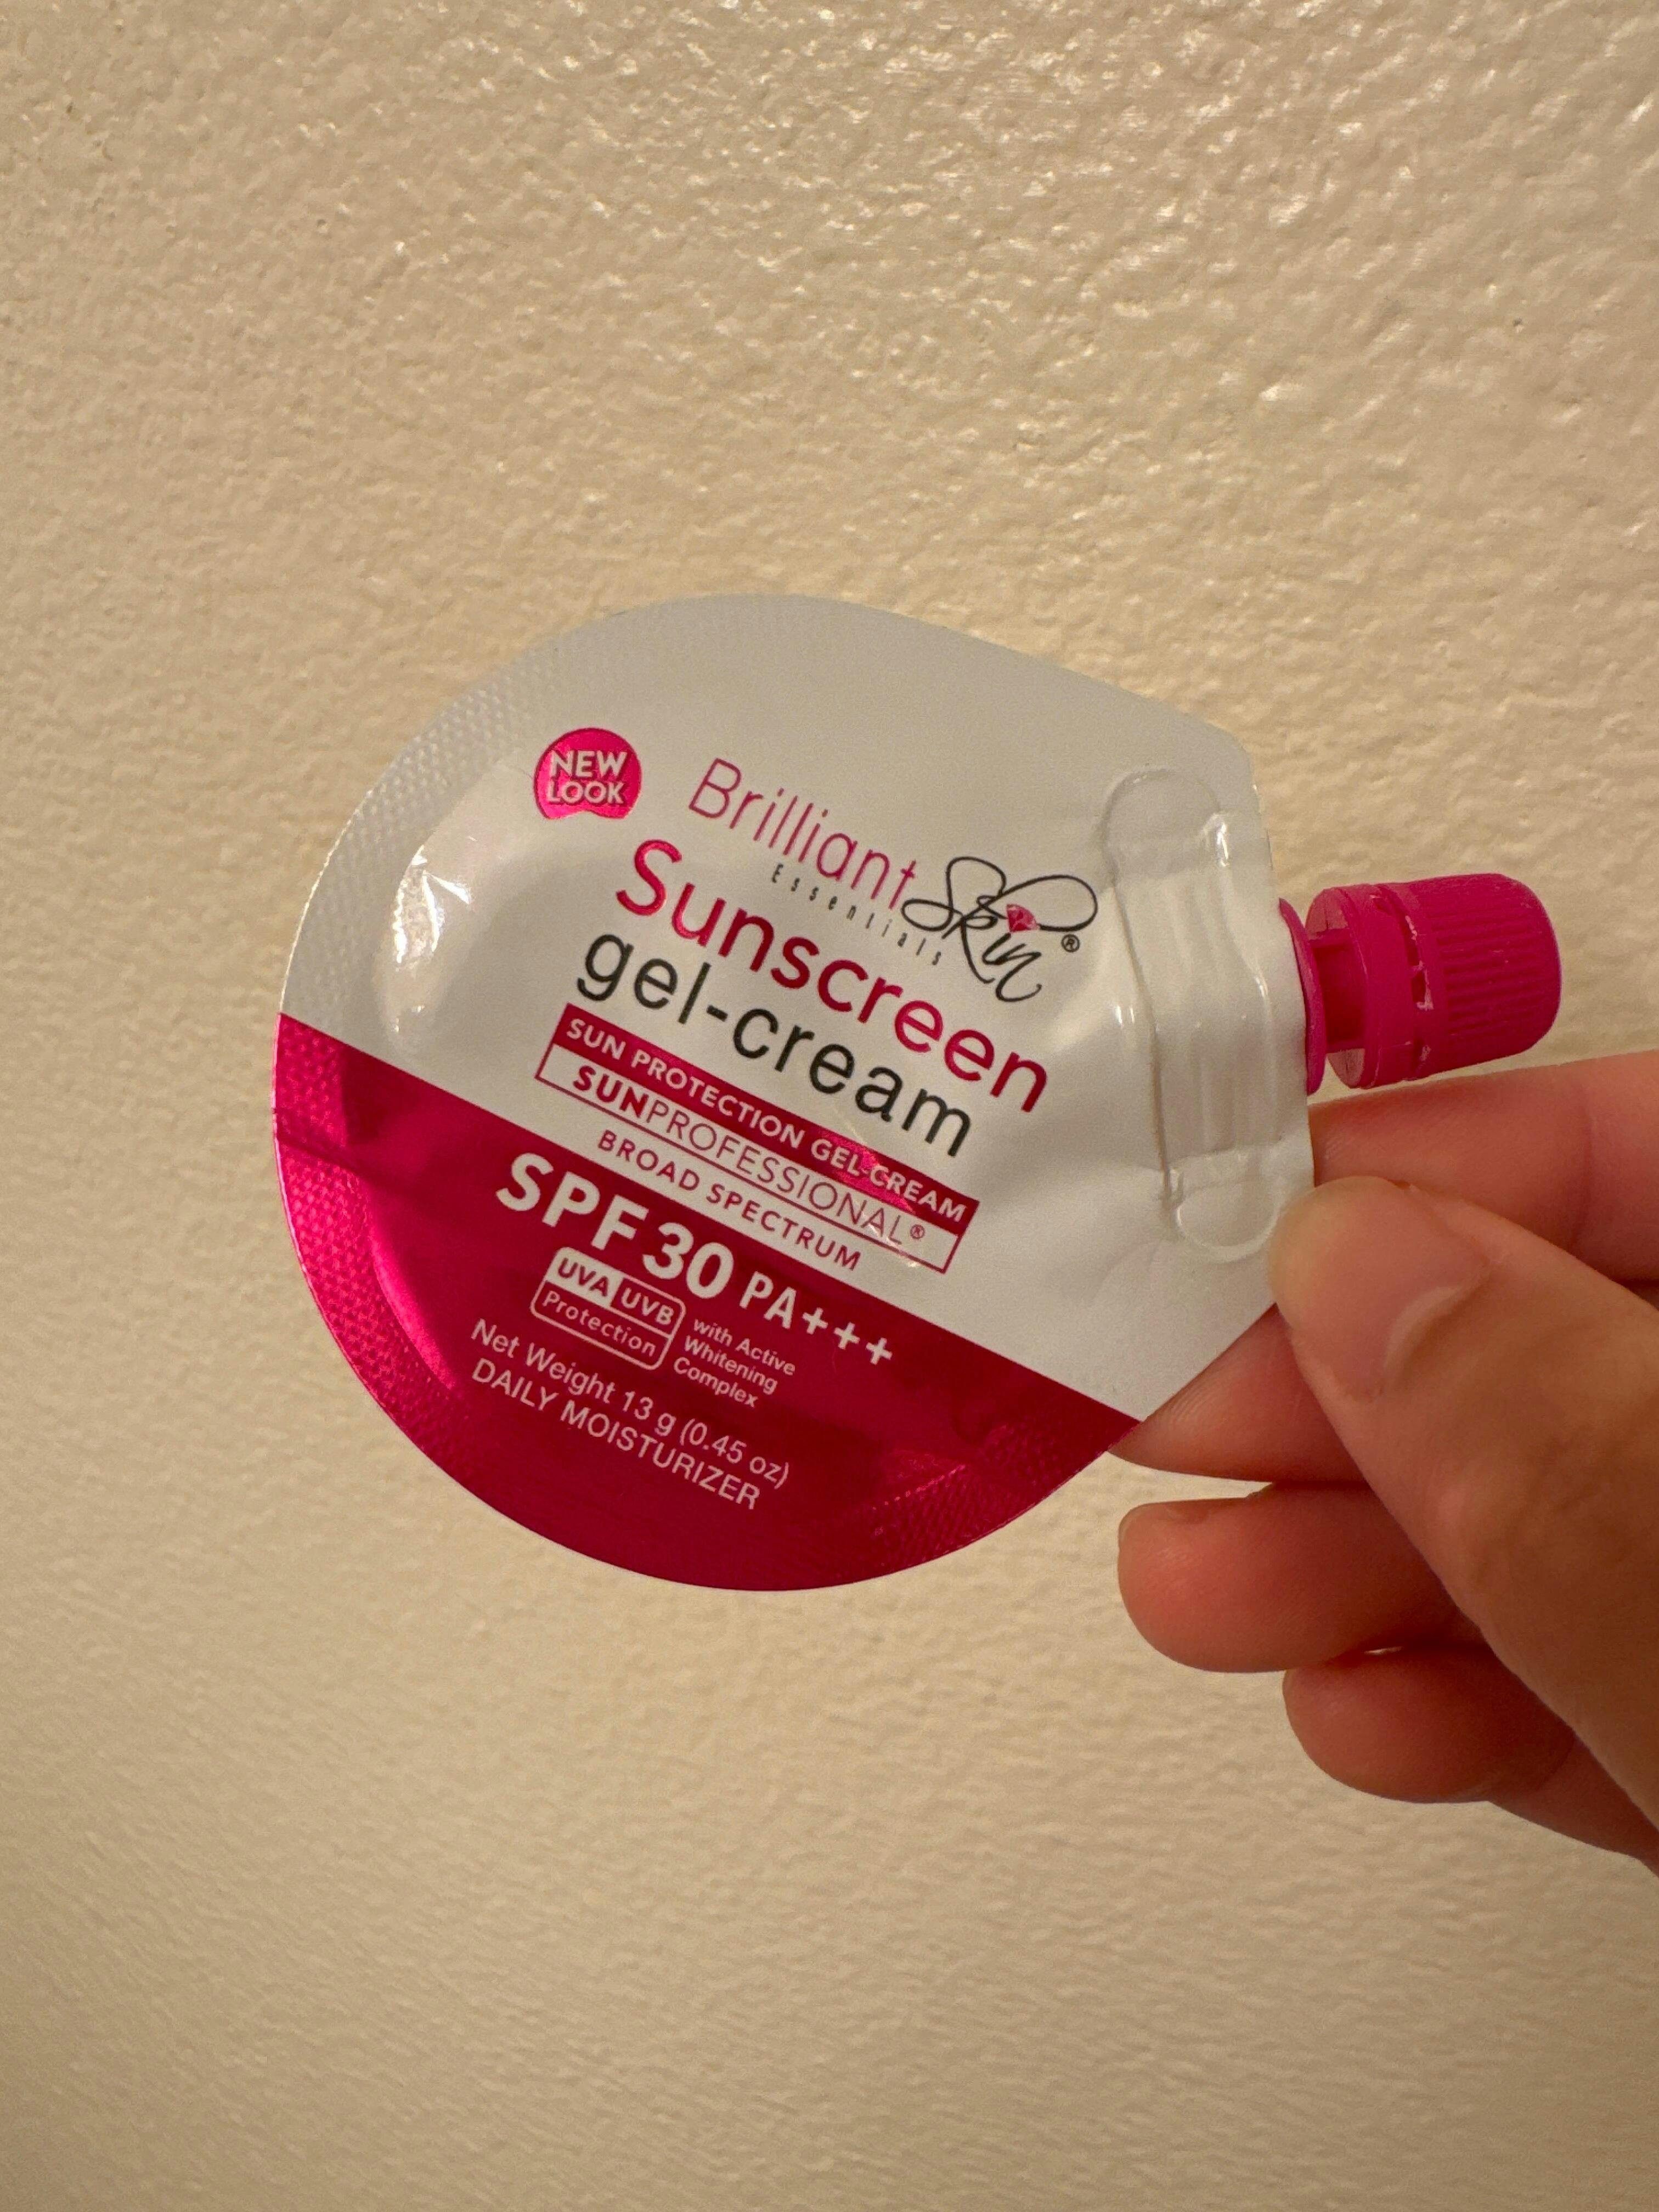 NEW
LOOK
Brilliant Skin®
Essentials
Sunscreen
gel-cream
SUN PROTECTION GEL-CREAM
SUNPROFESSIONAL®
BROAD SPECTRUM
SPF 30 PA+++
UVA UVB
Protection
with Active
Whitening
Complex
Net Weight 13 g (0.45 oz)
DAILY MOISTURIZER